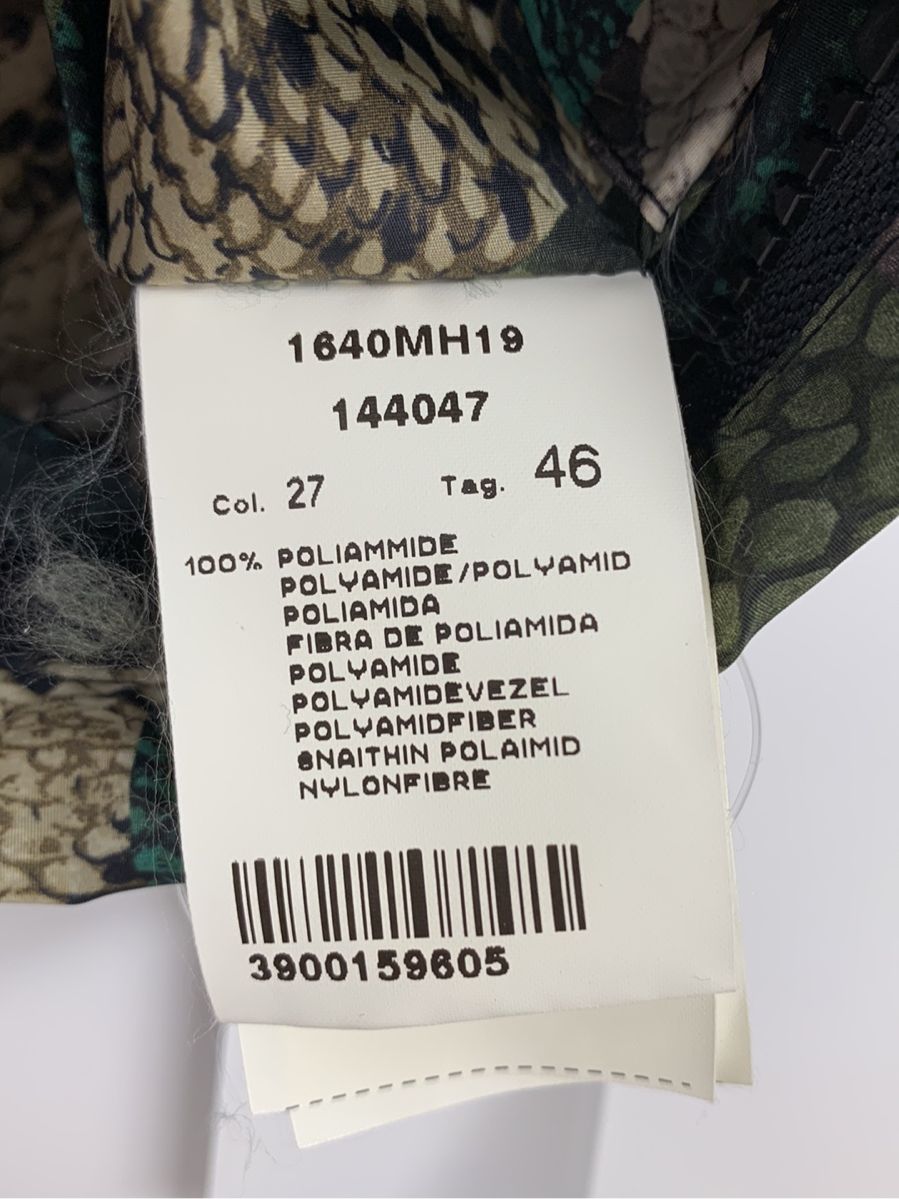 1640MH19
144047
Col. 27 Tag. 46
100% POLIAMMIDE
POLYAMIDE/POLYAMID
POLIAMIDA
FIBRA DE POLIAMIDA
POLYAMIDE
POLYAMIDEVEZEL
POLYAMIDFIBER
SNAITHIN POLAIMID
NYLONFIBRE
3900159605